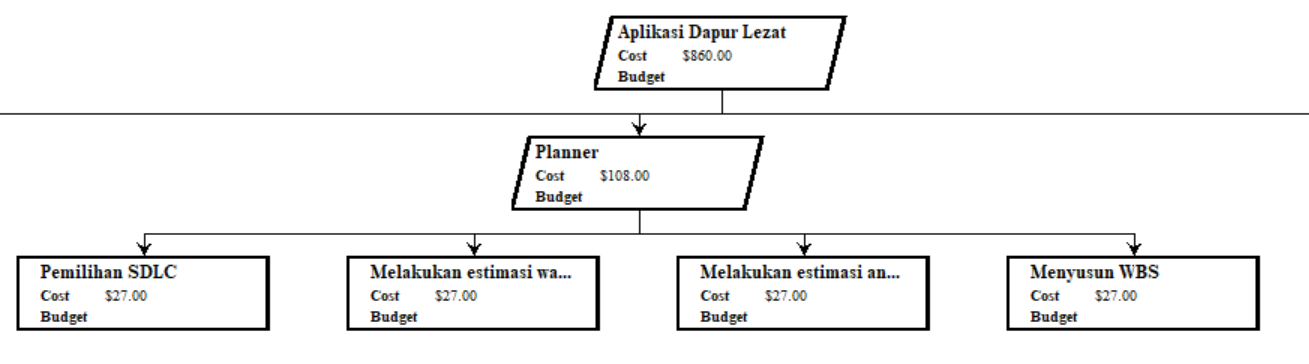 Aplikasi Dapur Lezat
Cost $860.00
Budget
Planner
Cost $108.00
Budget
Pemilihan SDLC
Cost $27.00
Budget
Melakukan estimasi wa...
Cost $27.00
Budget
Melakukan estimasi an...
Cost $27.00
Budget
Menyusun WBS
Cost $27.00
Budget